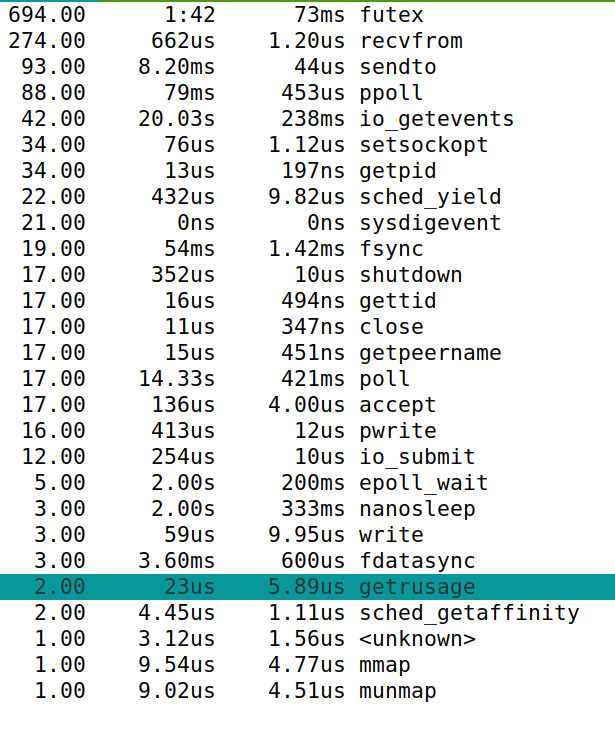 694.00 1:42 73ms futex
274.00 662us 1.20us recvfrom
93.00 8.20ms 44us sendto
88.00 79ms 453us ppoll
42.00 20.03s 238ms io_getevents
34.00 76us 1.12us setsockopt
34.00 13us 197ns getpid
22.00 432us 9.82us sched_yield
21.00 0ns 0ns sysdigevent
19.00 54ms 1.42ms fsync
17.00 352us 10us shutdown
17.00 16us 494ns gettid
17.00 11us 347ns close
17.00 15us 451ns getpeername
17.00 14.33s 421ms poll
17.00 136us 4.00us accept
16.00 413us 12us pwrite
12.00 254us 10us io_submit
5.00 2.00s 200ms epoll_wait
3.00 2.00s 333ms nanosleep
3.00 59us 9.95us write
3.00 3.60ms 600us fdatasync
2.00 23us 5.89us getrusage
2.00 4.45us 1.11us sched_getaffinity
1.00 3.12us 1.56us <unknown>
1.00 9.54us 4.77us mmap
1.00 9.02us 4.51us munmap